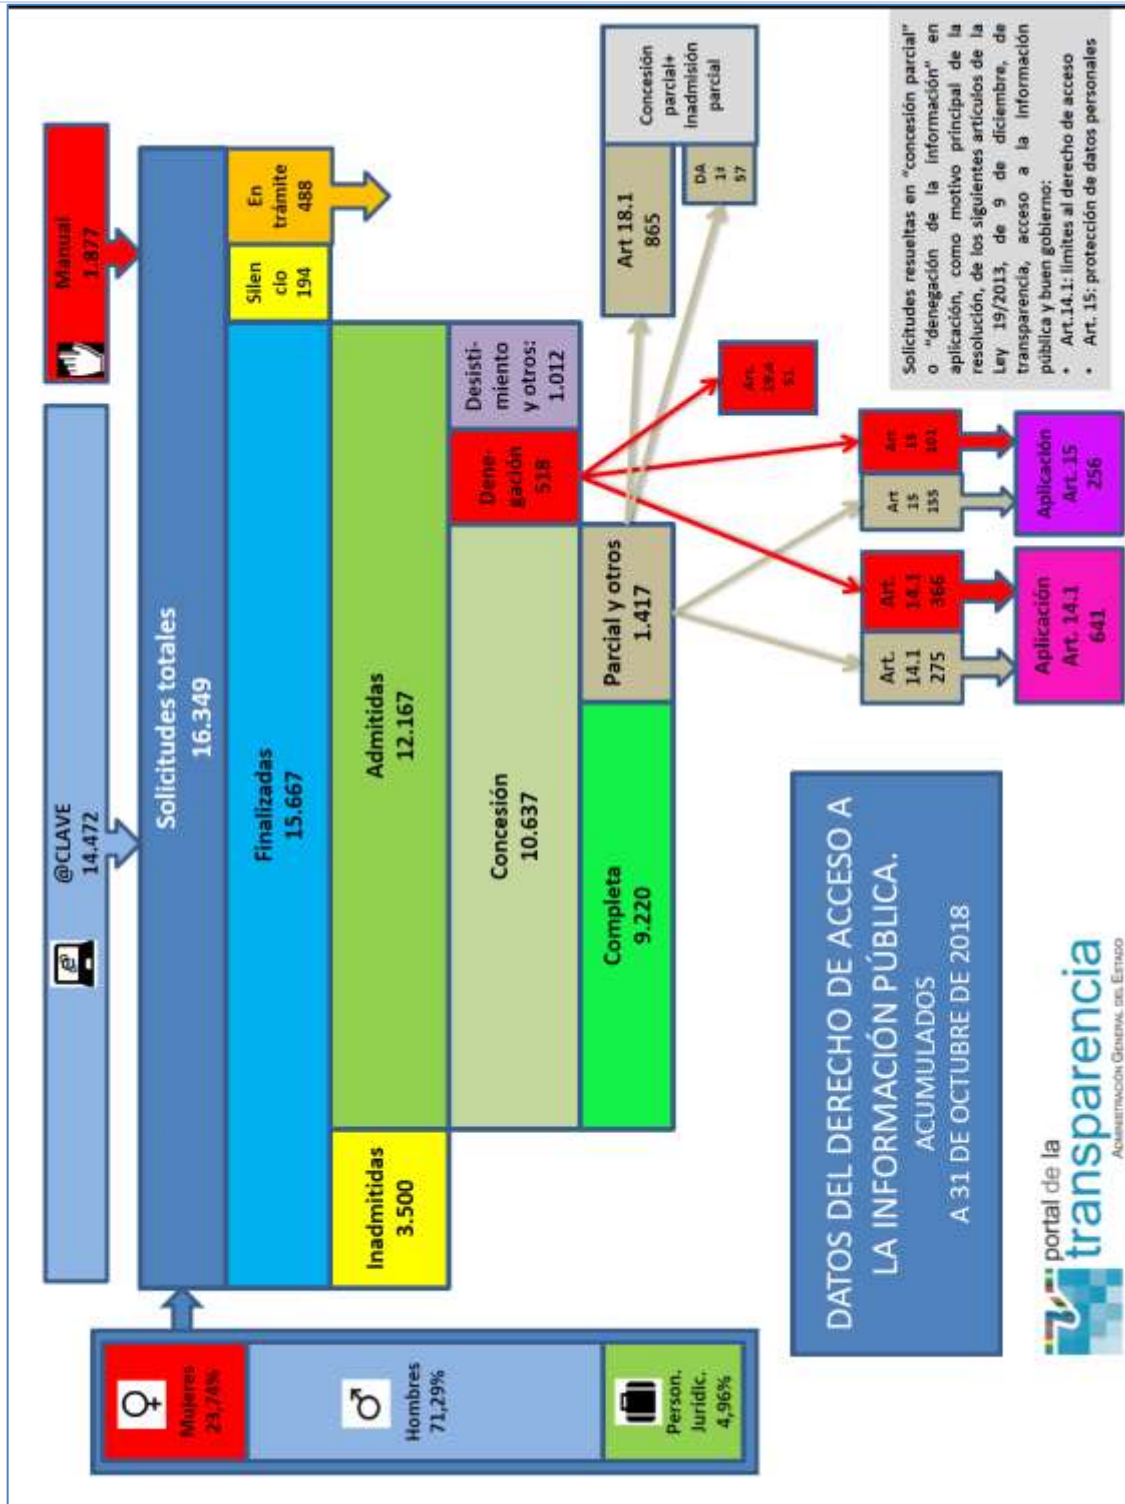 @CLAVE
14.472
Manual
1.877
Solicitudes totales
16.349
Mujeres
23,74%
Hombres
71,29%
Person.
Jurídic.
4,96%
Finalizadas
15.667
Silen
cio
194
En
trámite
488
Inadmitidas
3.500
Admitidas
12.167
Concesión
10.637
Dene-
gación
518
Desisti-
miento
y otros:
1.012
Completa
9.220
Parcial y otros
1.417
Art 18.1
865
DA
1ª
57
Concesión
parcial+
inadmisión
parcial
Art.
51
Art.
14.1
275
Art.
14.1
366
Art
15
155
Art
15
Aplicación
Art. 14.1
641
Aplicación
Art. 15
256
DATOS DEL DERECHO DE ACCESO A
LA INFORMACIÓN PÚBLICA.
ACUMULADOS
A 31 DE OCTUBRE DE 2018
Solicitudes resueltas en "concesión parcial"
o "denegación de la información" en
aplicación, como motivo principal de la
resolución, de los siguientes artículos de la
Ley 19/2013, de 9 de diciembre, de
transparencia, acceso a la información
pública y buen gobierno:
• Art.14.1: límites al derecho de acceso
• Art. 15: protección de datos personales
portal de la
transparencia
ADMINISTRACIÓN GENERAL DEL ESTADO